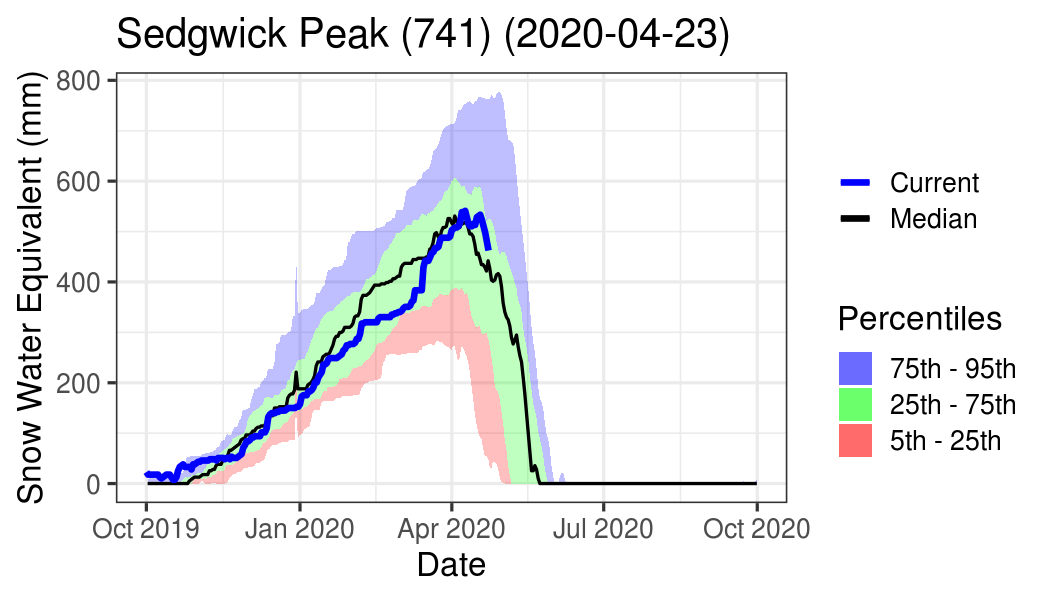 Sedgwick Peak (741) (2020-04-23)
Snow Water Equivalent (mm)
800
600
400
200
0
Oct 2019
Jan 2020
Apr 2020
Jul 2020
Oct 2020
Date
Current
Median
Percentiles
75th - 95th
25th - 75th
5th - 25th